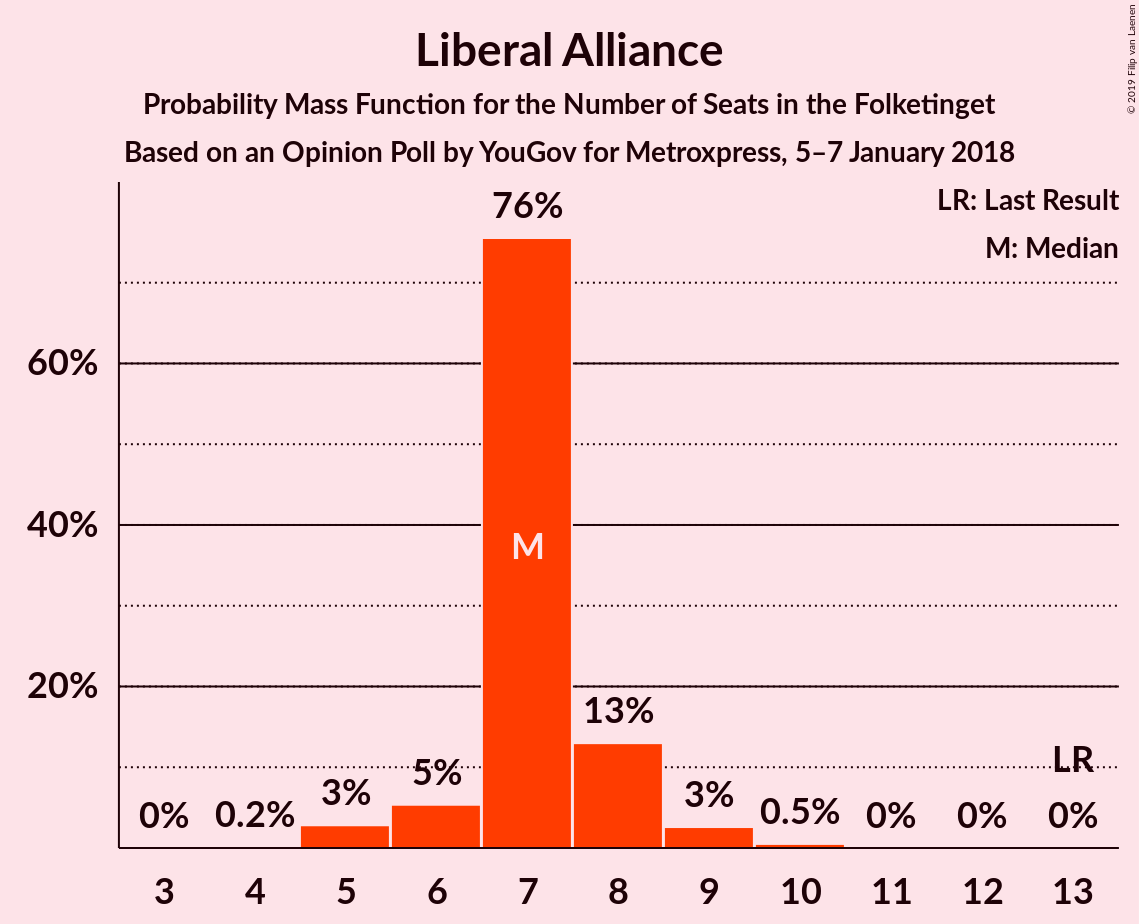 Liberal Alliance
Probability Mass Function for the Number of Seats in the Folketinget
Based on an Opinion Poll by YouGov for Metroxpress, 5–7 January 2018
© 2019 Filip van Laenen
LR: Last Result
M: Median
60%
40%
20%
0%
0.2%
3%
5%
76%
M
13%
3%
0.5%
0%
0%
LR
0%
3 4 5 6 7 8 9 10 11 12 13